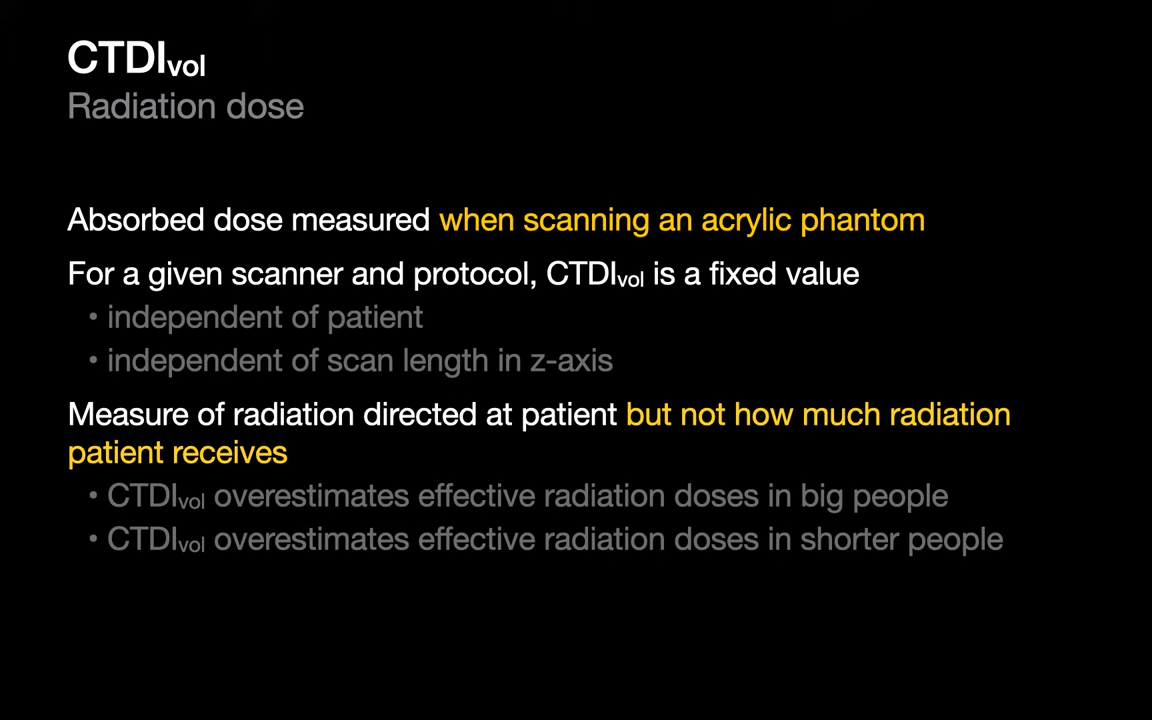 CTDIvol
Radiation dose
Absorbed dose measured when scanning an acrylic phantom
For a given scanner and protocol, CTDIvol is a fixed value
• independent of patient
• independent of scan length in z-axis
Measure of radiation directed at patient but not how much radiation
patient receives
• CTDIvol overestimates effective radiation doses in big people
• CTDIvol overestimates effective radiation doses in shorter people